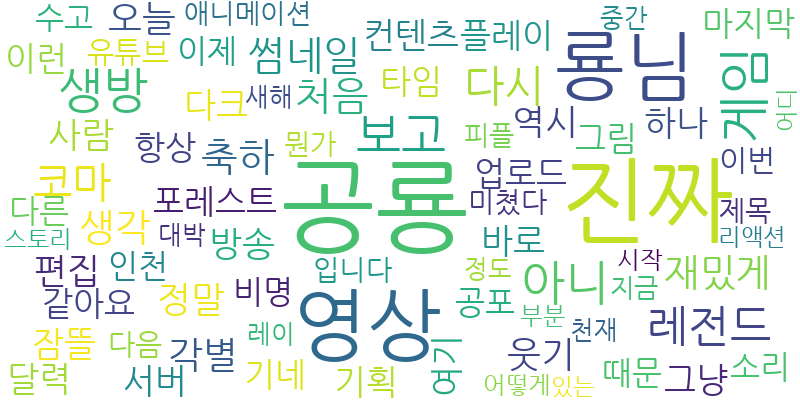 수고 오늘 애니메이션 컨텐츠 플레이 중간 마지막
이런 유튜브 이제 썸네일 룡님 게임 어디
생방 다크 새해 처음 타임 다시
사람 항상 축하 뭔가 보고 피플 역시 그림 하나
코마 포레스트 공룡 진짜 업로드 이번
다른 생각 미쳤다 제목
스토리 대박 방송 바로 리액션
편집 인천 입니다 정도 아니 시작 재밌게
같아요 정말 비명 영상 공포 지금
잠뜰 다음 각별 레이 여기 부분 천재 레전드
달력 서버 기네 기획 웃기 때문 그냥 소리
어떻게 있는